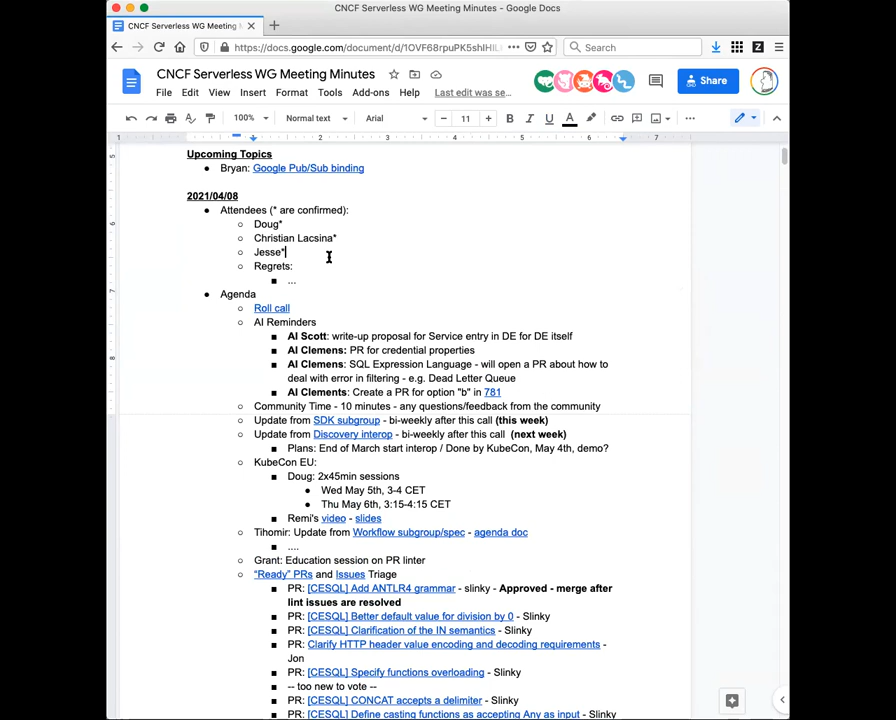 CNCF Serverless WG Meeting Minutes - Google Docs
CNCF Serverless WG Meeting M
https://docs.google.com/document/d/1OVF68rpuPK5shIHIL
Search
CNCF Serverless WG Meeting Minutes
File Edit View Insert Format Tools Add-ons Help Last edit was se...
Share
100% Normal text Arial 11
1 2 3 4 5 6 7
5
Upcoming Topics
Bryan: Google Pub/Sub binding
2021/04/08
6
Attendees (* are confirmed):
Doug*
Christian Lacsina*
Jesse*
Regrets:
...
7
Agenda
Roll call
AI Reminders
AI Scott: write-up proposal for Service entry in DE for DE itself
AI Clemens: PR for credential properties
8
AI Clemens: SQL Expression Language - will open a PR about how to
deal with error in filtering - e.g. Dead Letter Queue
AI Clements: Create a PR for option "b" in 781
Community Time - 10 minutes - any questions/feedback from the community
Update from SDK subgroup - bi-weekly after this call (this week)
Update from Discovery interop - bi-weekly after this call (next week)
Plans: End of March start interop / Done by KubeCon, May 4th, demo?
KubeCon EU:
Doug: 2x45min sessions
Wed May 5th, 3-4 CET
Thu May 6th, 3:15-4:15 CET
Remi's video - slides
Tihomir: Update from Workflow subgroup/spec - agenda doc
....
Grant: Education session on PR linter
"Ready" PRs and Issues Triage
PR: [CESQL] Add ANTLR4 grammar - slinky - Approved - merge after
lint issues are resolved
PR: [CESQL] Better default value for division by 0 - Slinky
PR: [CESQL] Clarification of the IN semantics - Slinky
PR: Clarify HTTP header value encoding and decoding requirements -
Jon
PR: [CESQL] Specify functions overloading - Slinky
-- too new to vote --
PR: [CESQL] CONCAT accepts a delimiter - Slinky
PR: [CESQL] Define casting functions as accepting Any as input - Slinky